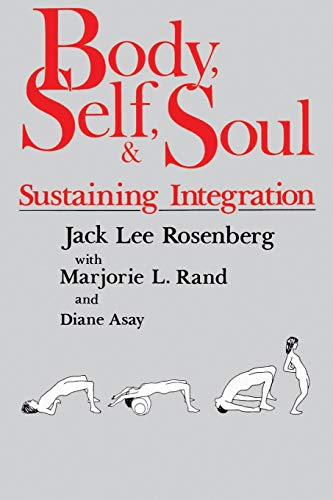 Body,
Self,
& Soul
Sustaining Integration
Jack Lee Rosenberg
with
Marjorie L. Rand
and
Diane Asay